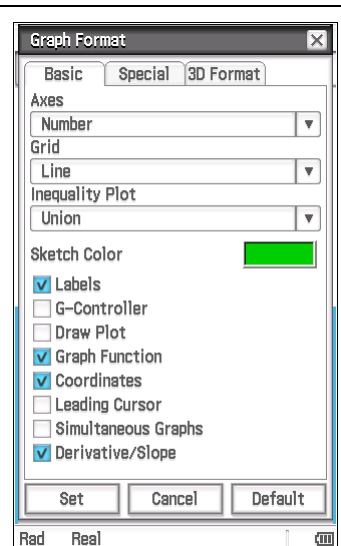 Graph Format
Basic Special 3D Format
Axes
Number
Grid
Line
Inequality Plot
Union
Sketch Color
Labels
G-Controller
Draw Plot
Graph Function
Coordinates
Leading Cursor
Simultaneous Graphs
Derivative/Slope
Set Cancel Default
Rad Real